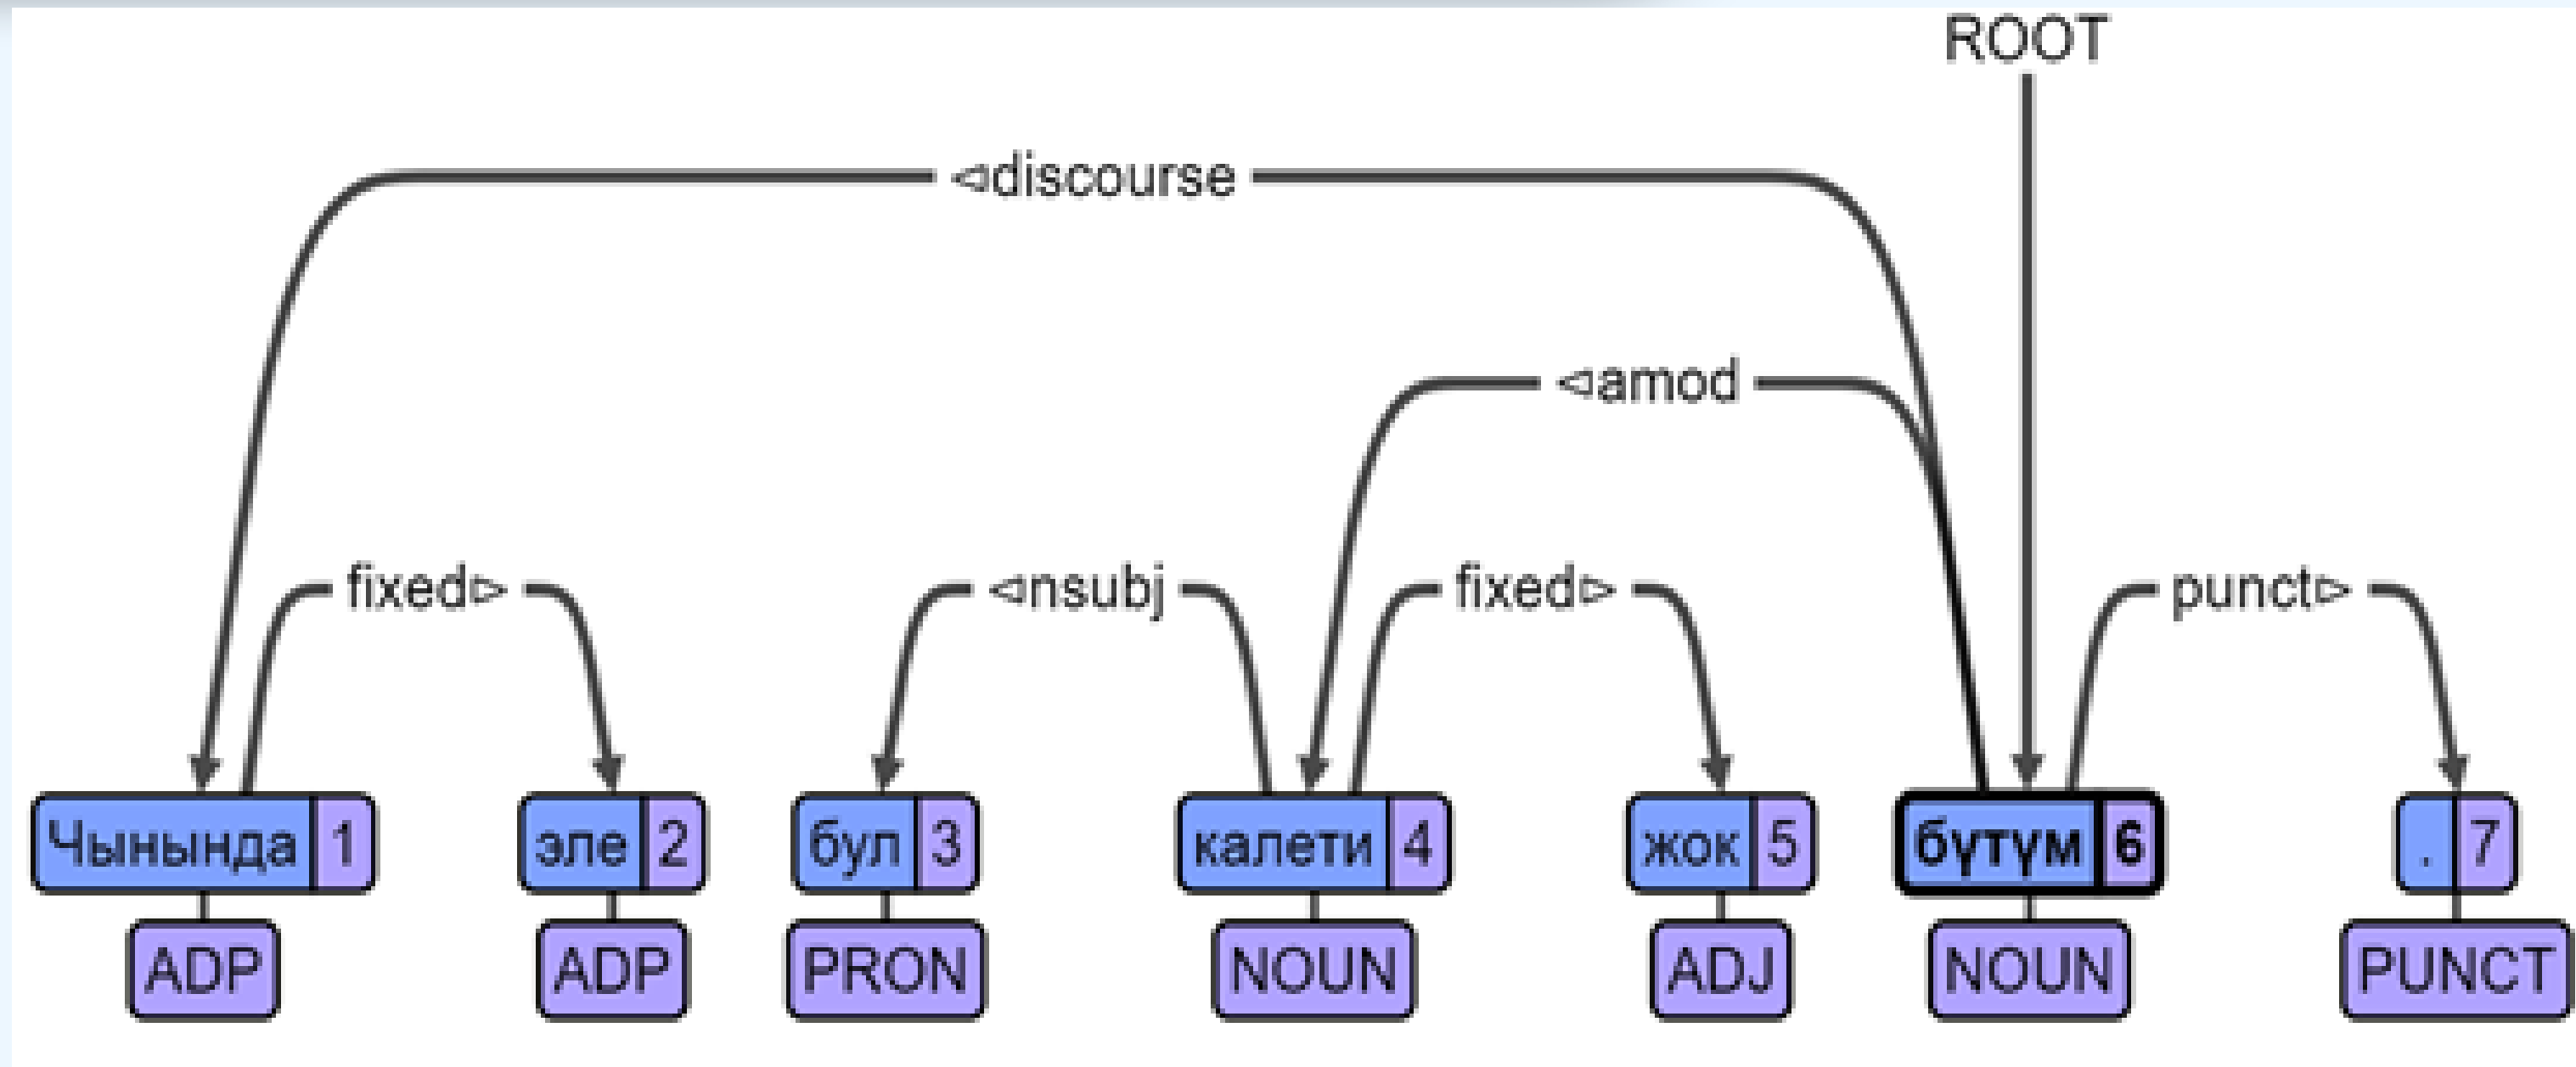 ROOT
◅discourse
◅amod
fixed▻ ◅nsubj fixed▻ punct▻
Чынында 1 эле 2 бул 3 калети 4 жок 5 бүтүм 6 . 7
ADP ADP PRON NOUN ADJ NOUN PUNCT